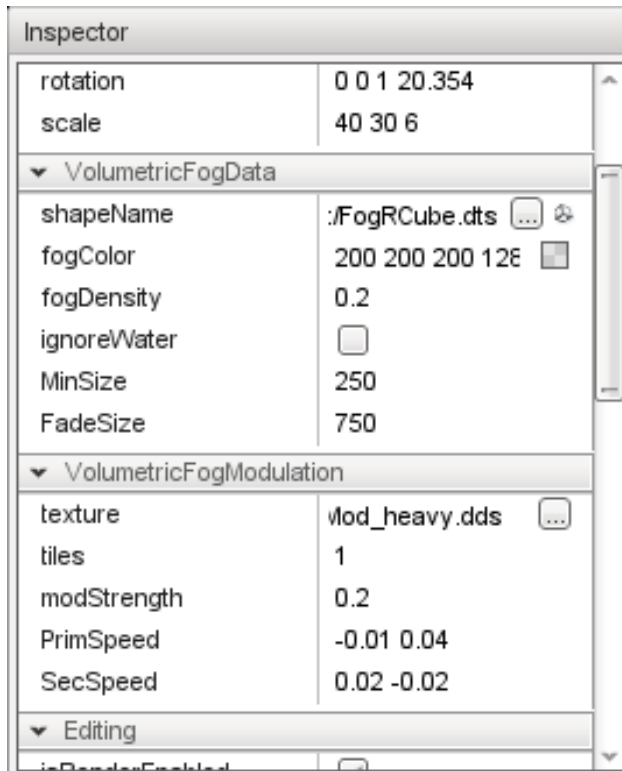 Inspector
rotation 0 0 1 20.354
scale 40 30 6
VolumetricFogData
shapeName :/FogRCube.dts ...
fogColor 200 200 200 128
fogDensity 0.2
ignoreWater
MinSize 250
FadeSize 750
VolumetricFogModulation
texture Mod_heavy.dds ...
tiles 1
modStrength 0.2
PrimSpeed -0.01 0.04
SecSpeed 0.02 -0.02
Editing
isRenderEnabled